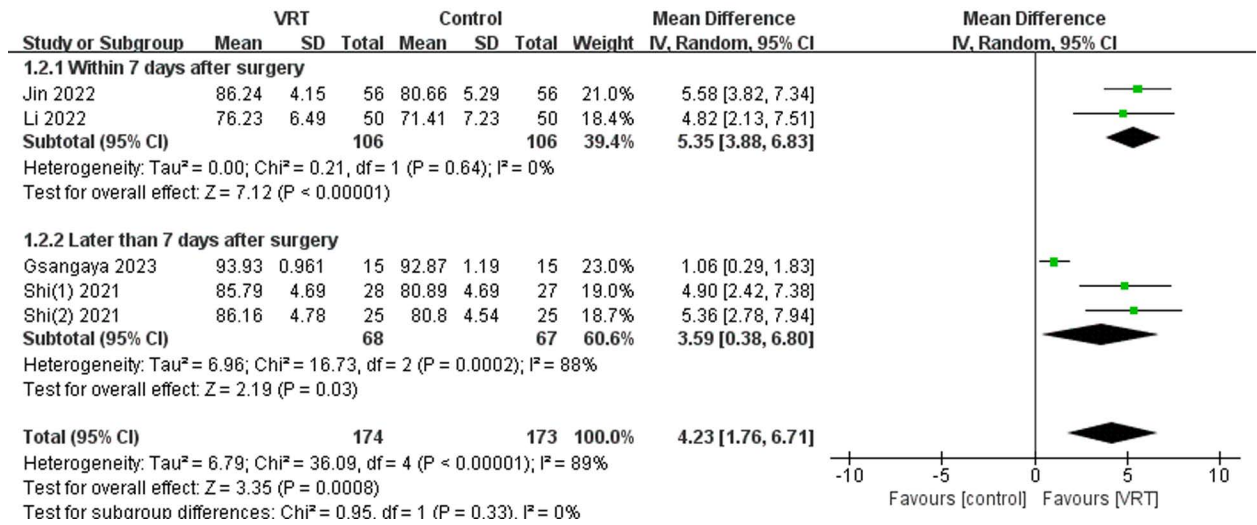 VRT Control Mean Difference Mean Difference
Study or Subgroup Mean SD Total Mean SD Total Weight IV, Random, 95% CI IV, Random, 95% CI
1.2.1 Within 7 days after surgery
Jin 2022 86.24 4.15 56 80.66 5.29 56 21.0% 5.58 [3.82, 7.34]
Li 2022 76.23 6.49 50 71.41 7.23 50 18.4% 4.82 [2.13, 7.51]
Subtotal (95% CI) 106 106 39.4% 5.35 [3.88, 6.83]
Heterogeneity: Tau² = 0.00; Chi² = 0.21, df = 1 (P = 0.64); I² = 0%
Test for overall effect: Z = 7.12 (P < 0.00001)
1.2.2 Later than 7 days after surgery
Gsangaya 2023 93.93 0.961 15 92.87 1.19 15 23.0% 1.06 [0.29, 1.83]
Shi(1) 2021 85.79 4.69 28 80.89 4.69 27 19.0% 4.90 [2.42, 7.38]
Shi(2) 2021 86.16 4.78 25 80.8 4.54 25 18.7% 5.36 [2.78, 7.94]
Subtotal (95% CI) 68 67 60.6% 3.59 [0.38, 6.80]
Heterogeneity: Tau² = 6.96; Chi² = 16.73, df = 2 (P = 0.0002); I² = 88%
Test for overall effect: Z = 2.19 (P = 0.03)
Total (95% CI) 174 173 100.0% 4.23 [1.76, 6.71]
Heterogeneity: Tau² = 6.79; Chi² = 36.09, df = 4 (P < 0.00001); I² = 89%
Test for overall effect: Z = 3.35 (P = 0.0008)
Test for subgroup differences: Chi² = 0.95, df = 1 (P = 0.33), I² = 0%
-10 -5 0 5 10
Favours [control] Favours [VRT]